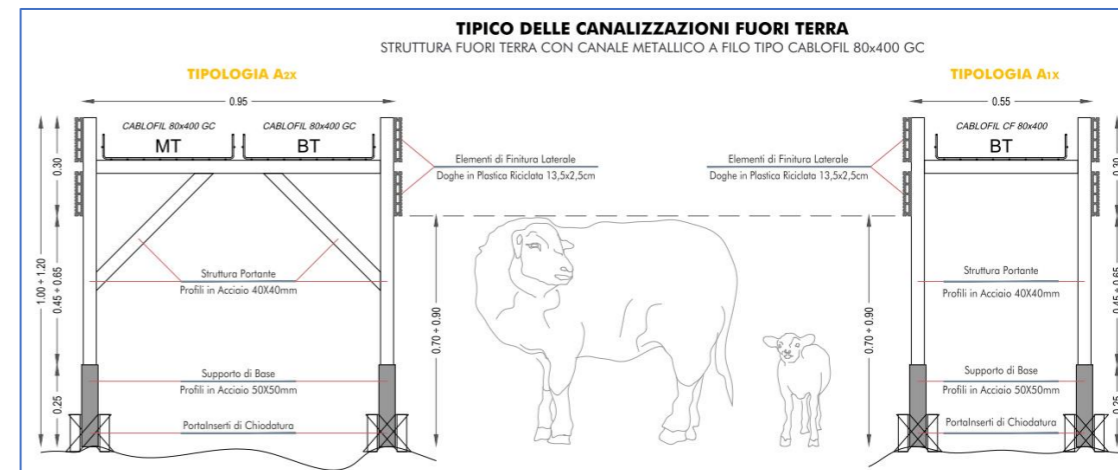 TIPICO DELLE CANALIZZAZIONI FUORI TERRA
STRUTTURA FUORI TERRA CON CANALE METALLICO A FILO TIPO CABLOFIL 80x400 GC
TIPOLOGIA A2X
0.95
CABLOFIL 80x400 GC
MT
CABLOFIL 80x400 GC
BT
1.00 ÷ 1.20
0.30
0.45 ÷ 0.65
0.25
Elementi di Finitura Laterale
Doghe in Plastica Riciclata 13,5x2,5cm
Struttura Portante
Profili in Acciaio 40X40mm
Supporto di Base
Profili in Acciaio 50X50mm
PortaInserti di Chiodatura
0.70 ÷ 0.90
TIPOLOGIA A1X
0.55
CABLOFIL CF 80x400
BT
Elementi di Finitura Laterale
Doghe in Plastica Riciclata 13,5x2,5cm
0.70 ÷ 0.90
Struttura Portante
Profili in Acciaio 40X40mm
Supporto di Base
Profili in Acciaio 50X50mm
PortaInserti di Chiodatura
0.30
0.45 ÷ 0.65
0.25